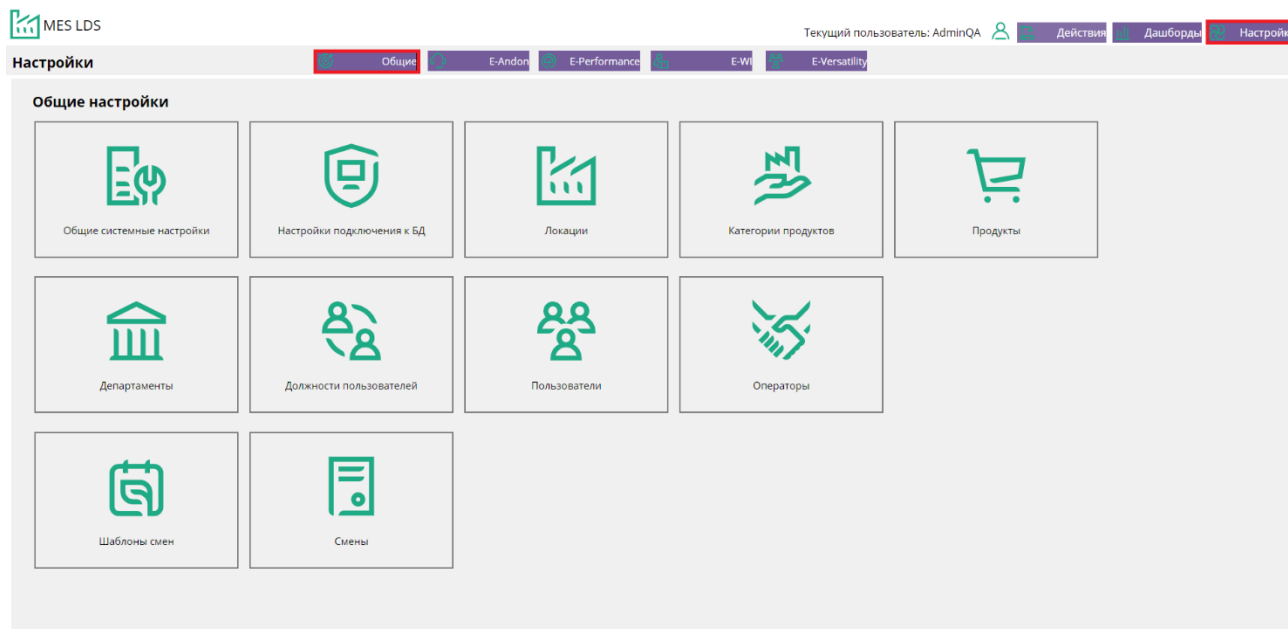 MES LDS
Текущий пользователь: AdminQA
Действия
Дашборды
Настройк
Настройки
Общие
E-Andon
E-Performance
E-WI
E-Versatility
Общие настройки
Общие системные настройки
Настройки подключения к БД
Локации
Категории продуктов
Продукты
Департаменты
Должности пользователей
Пользователи
Операторы
Шаблоны смен
Смены